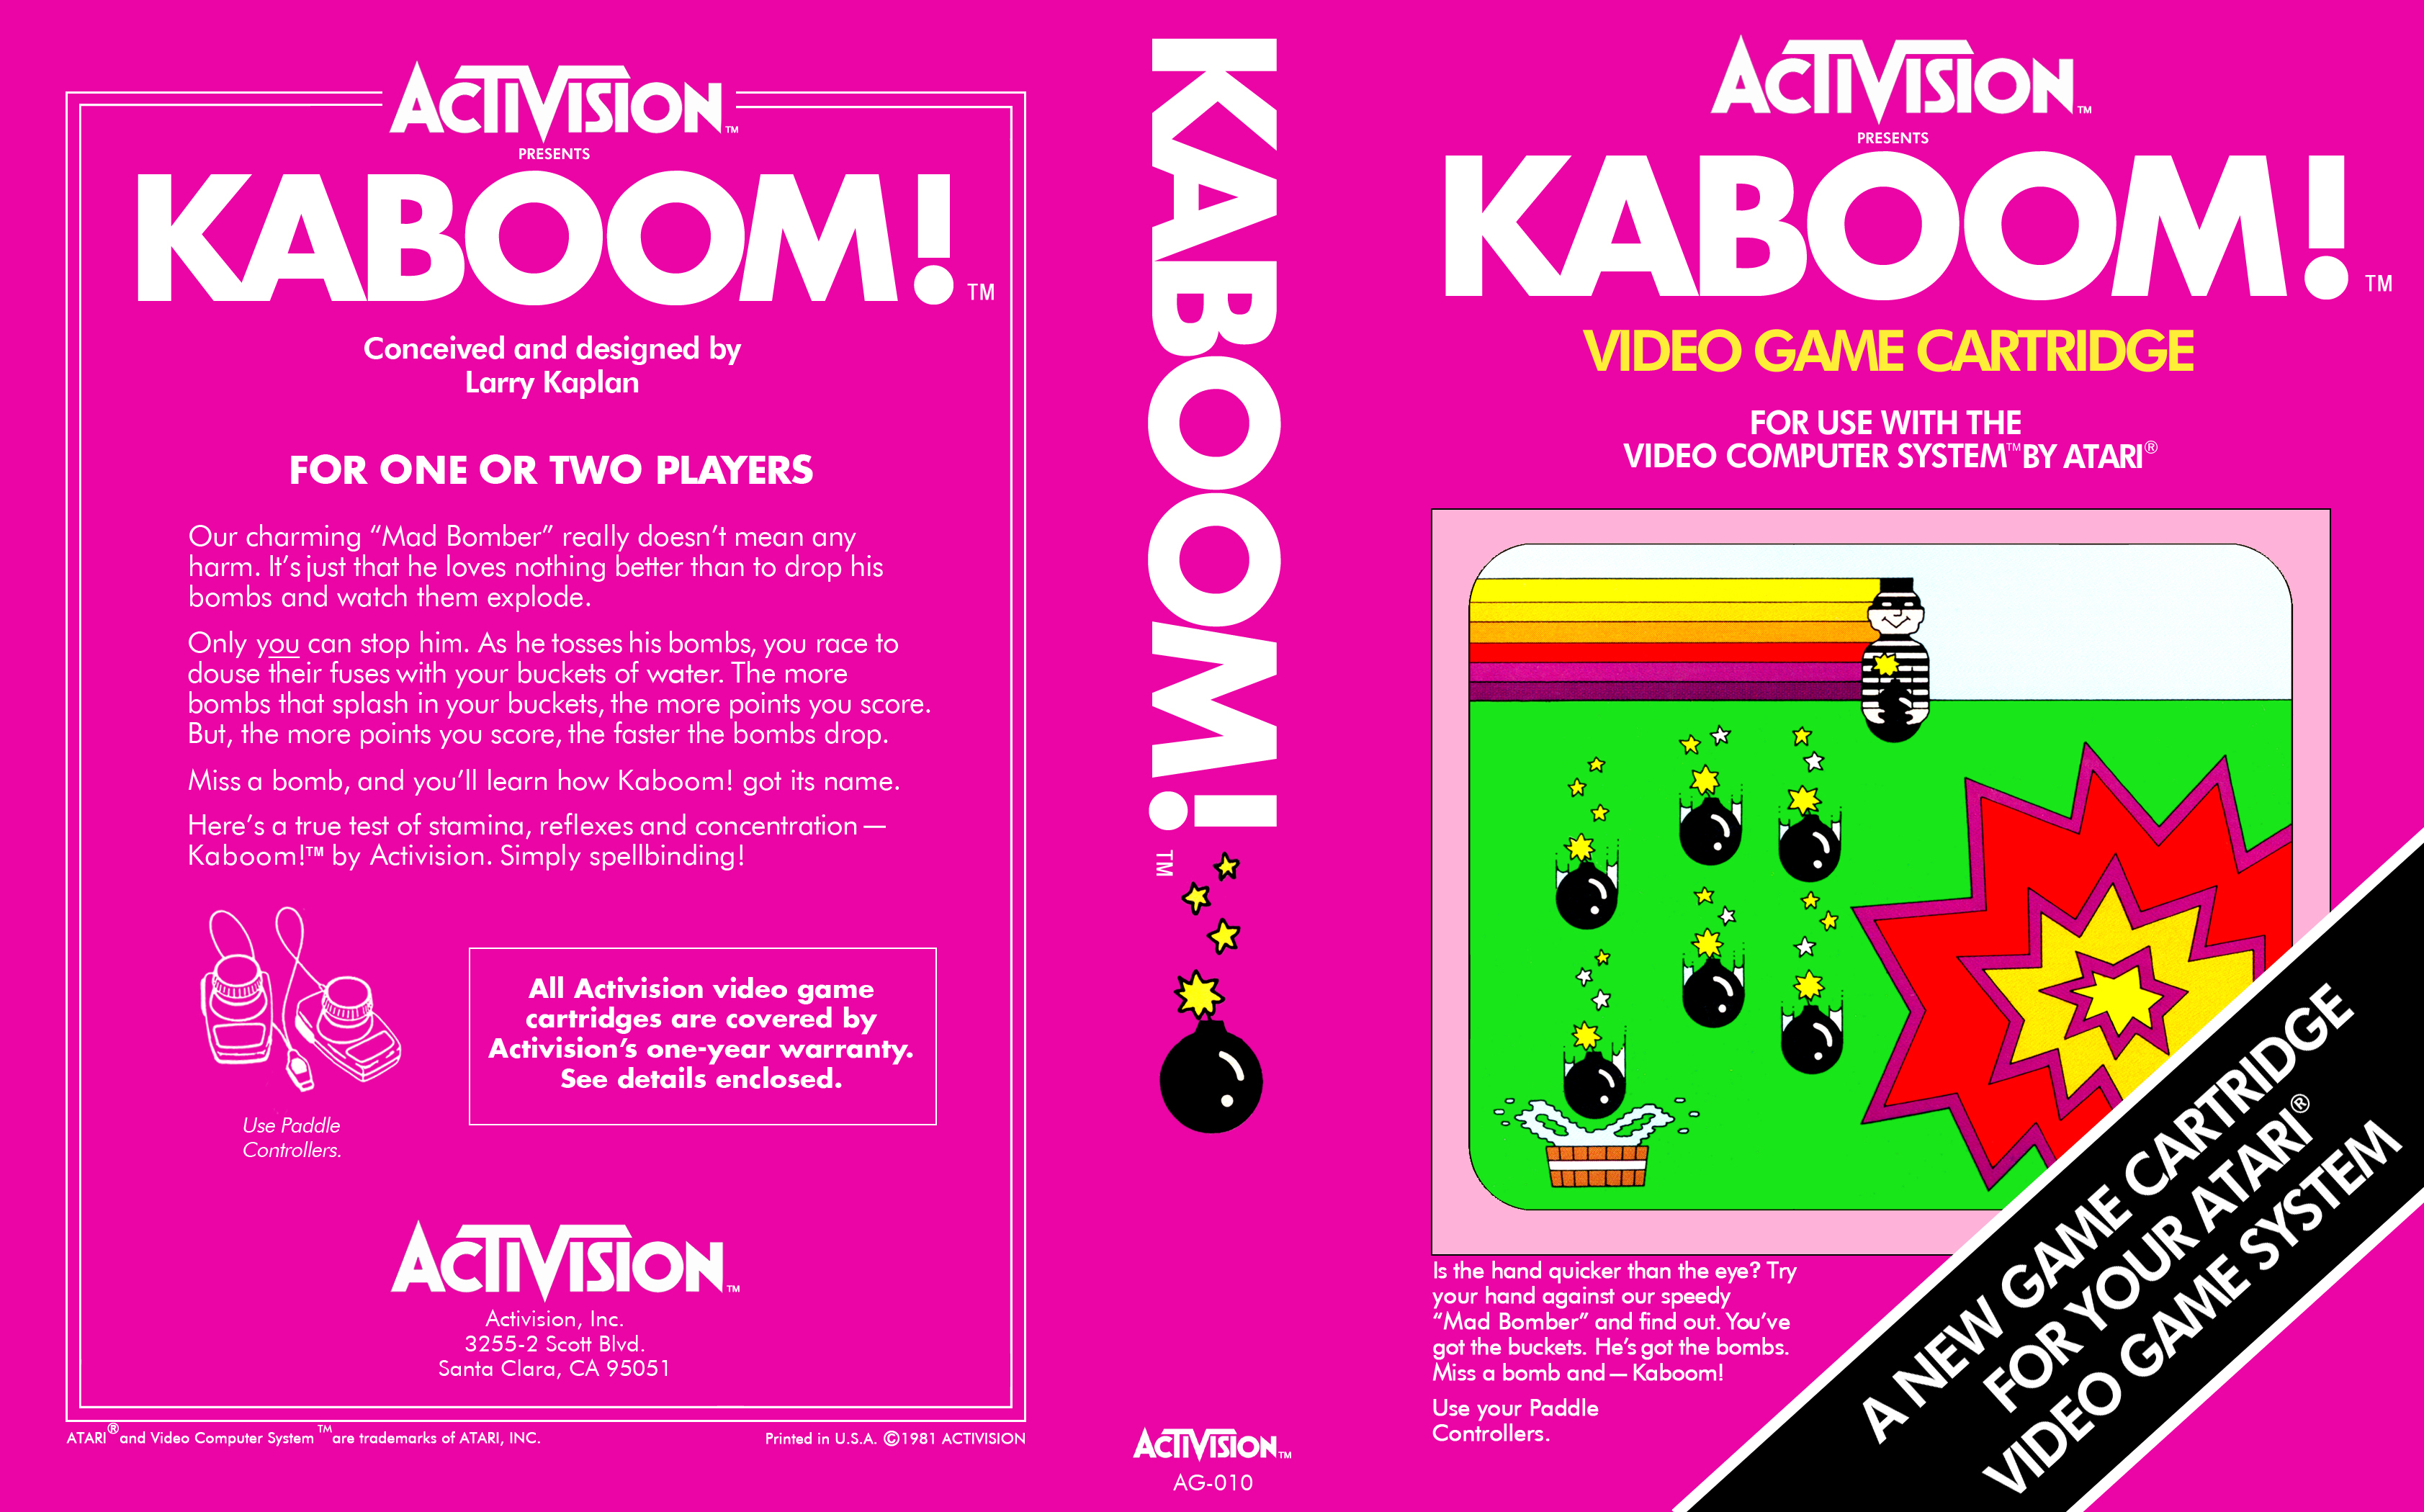 ACTIVISION™
PRESENTS
KABOOM!™
Conceived and designed by
Larry Kaplan
FOR ONE OR TWO PLAYERS
Our charming “Mad Bomber” really doesn’t mean any
harm. It’s just that he loves nothing better than to drop his
bombs and watch them explode.
Only you can stop him. As he tosses his bombs, you race to
douse their fuses with your buckets of water. The more
bombs that splash in your buckets, the more points you score.
But, the more points you score, the faster the bombs drop.
Miss a bomb, and you’ll learn how Kaboom! got its name.
Here’s a true test of stamina, reflexes and concentration—
Kaboom!™ by Activision. Simply spellbinding!
Use Paddle
Controllers.
All Activision video game
cartridges are covered by
Activision’s one-year warranty.
See details enclosed.
ACTIVISION™
Activision, Inc.
3255-2 Scott Blvd.
Santa Clara, CA 95051
ATARI® and Video Computer System™ are trademarks of ATARI, INC.
Printed in U.S.A. ©1981 ACTIVISION
KABOOM!™
ACTIVISION™
AG-010
ACTIVISION™
PRESENTS
KABOOM!™
VIDEO GAME CARTRIDGE
FOR USE WITH THE
VIDEO COMPUTER SYSTEM™ BY ATARI®
Is the hand quicker than the eye? Try
your hand against our speedy
“Mad Bomber” and find out. You’ve
got the buckets. He’s got the bombs.
Miss a bomb and—Kaboom!
Use your Paddle
Controllers.
A NEW GAME CARTRIDGE
FOR YOUR ATARI®
VIDEO GAME SYSTEM